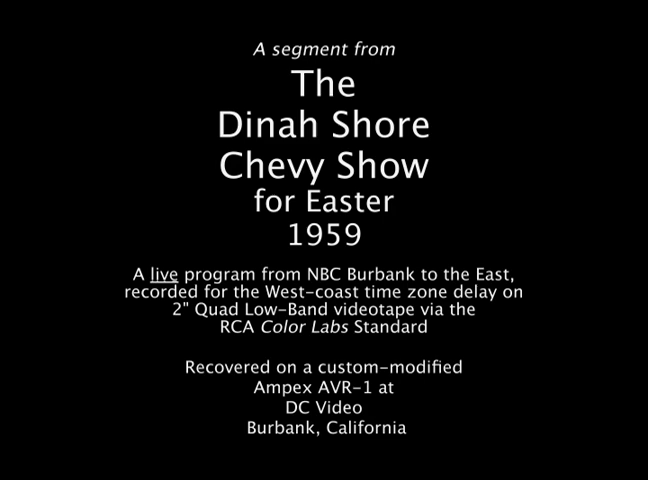 A segment from
The
Dinah Shore
Chevy Show
for Easter
1959
A live program from NBC Burbank to the East,
recorded for the West-coast time zone delay on
2" Quad Low-Band videotape via the
RCA Color Labs Standard
Recovered on a custom-modified
Ampex AVR-1 at
DC Video
Burbank, California